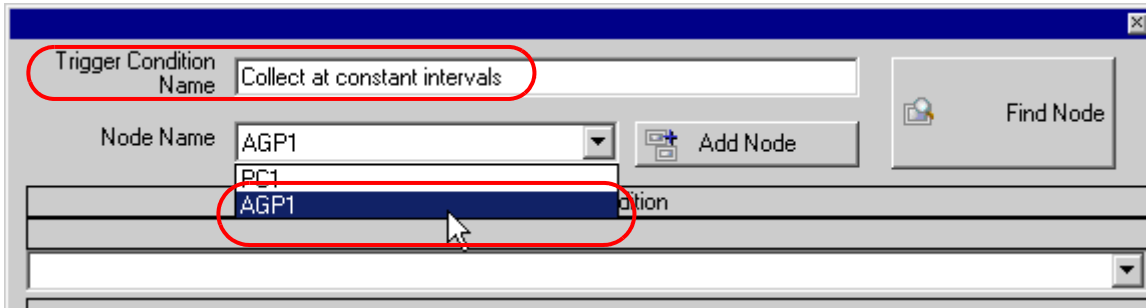 Trigger Condition
Name
Collect at constant intervals
Find Node
Node Name
AGP1
Add Node
PC1
AGP1
dition